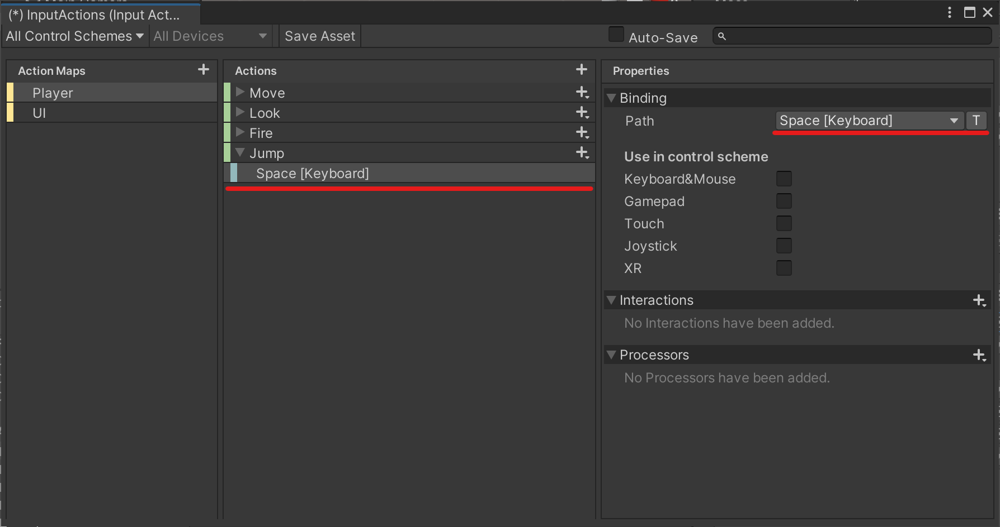 (*) InputActions (Input Act...
All Control Schemes All Devices Save Asset Auto-Save
Action Maps
Player
UI
Actions
Move
Look
Fire
Jump
Space [Keyboard]
Properties
Binding
Path Space [Keyboard] T
Use in control scheme
Keyboard&Mouse
Gamepad
Touch
Joystick
XR
Interactions
No Interactions have been added.
Processors
No Processors have been added.